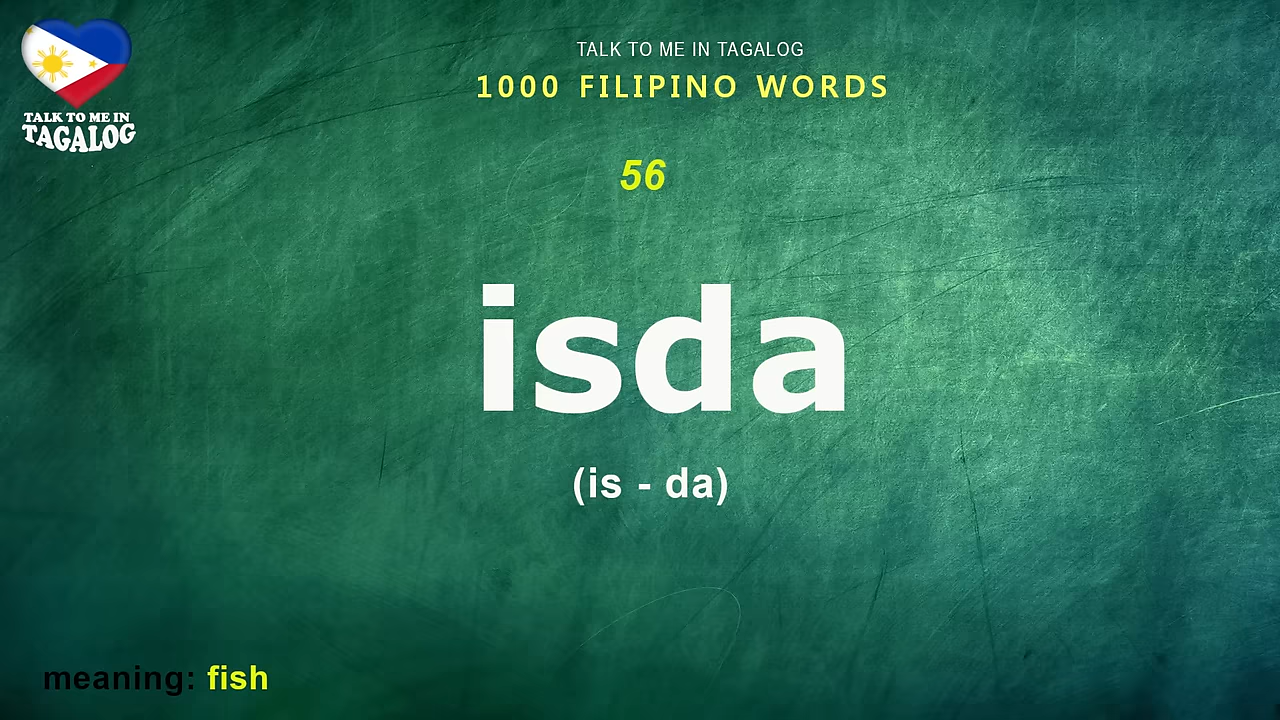 TALK TO ME IN TAGALOG
1000 FILIPINO WORDS
TALK TO ME IN
TAGALOG
56
isda
(is - da)
meaning: fish